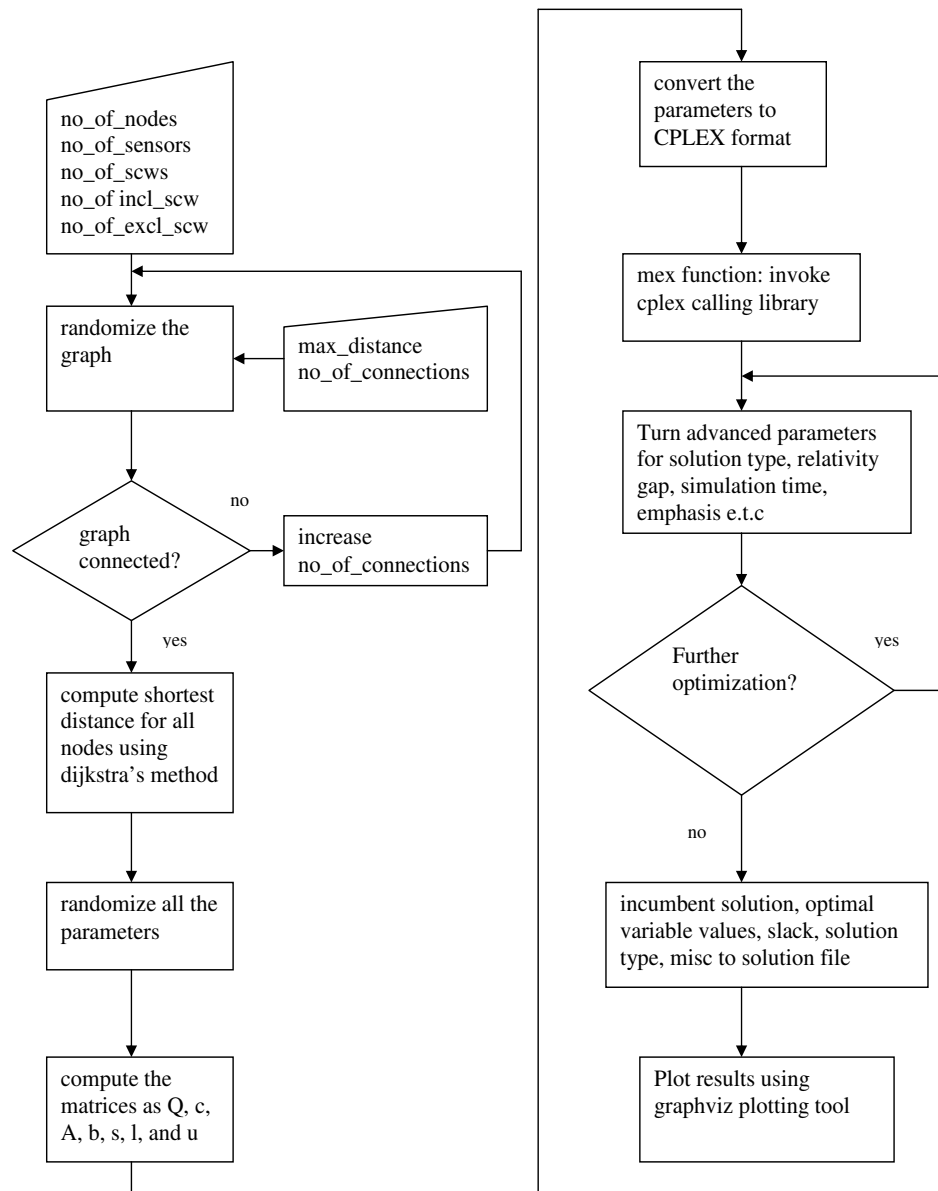 no_of_nodes
no_of_sensors
no_of_scws
no_of incl_scw
no_of_excl_scw
randomize the
graph
max_distance
no_of_connections
graph
connected?
no
increase
no_of_connections
yes
compute shortest
distance for all
nodes using
dijkstra’s method
randomize all the
parameters
compute the
matrices as Q, c,
A, b, s, l, and u
convert the
parameters to
CPLEX format
mex function: invoke
cplex calling library
Turn advanced parameters
for solution type, relativity
gap, simulation time,
emphasis e.t.c
Further
optimization?
yes
no
incumbent solution, optimal
variable values, slack, solution
type, misc to solution file
Plot results using
graphviz plotting tool